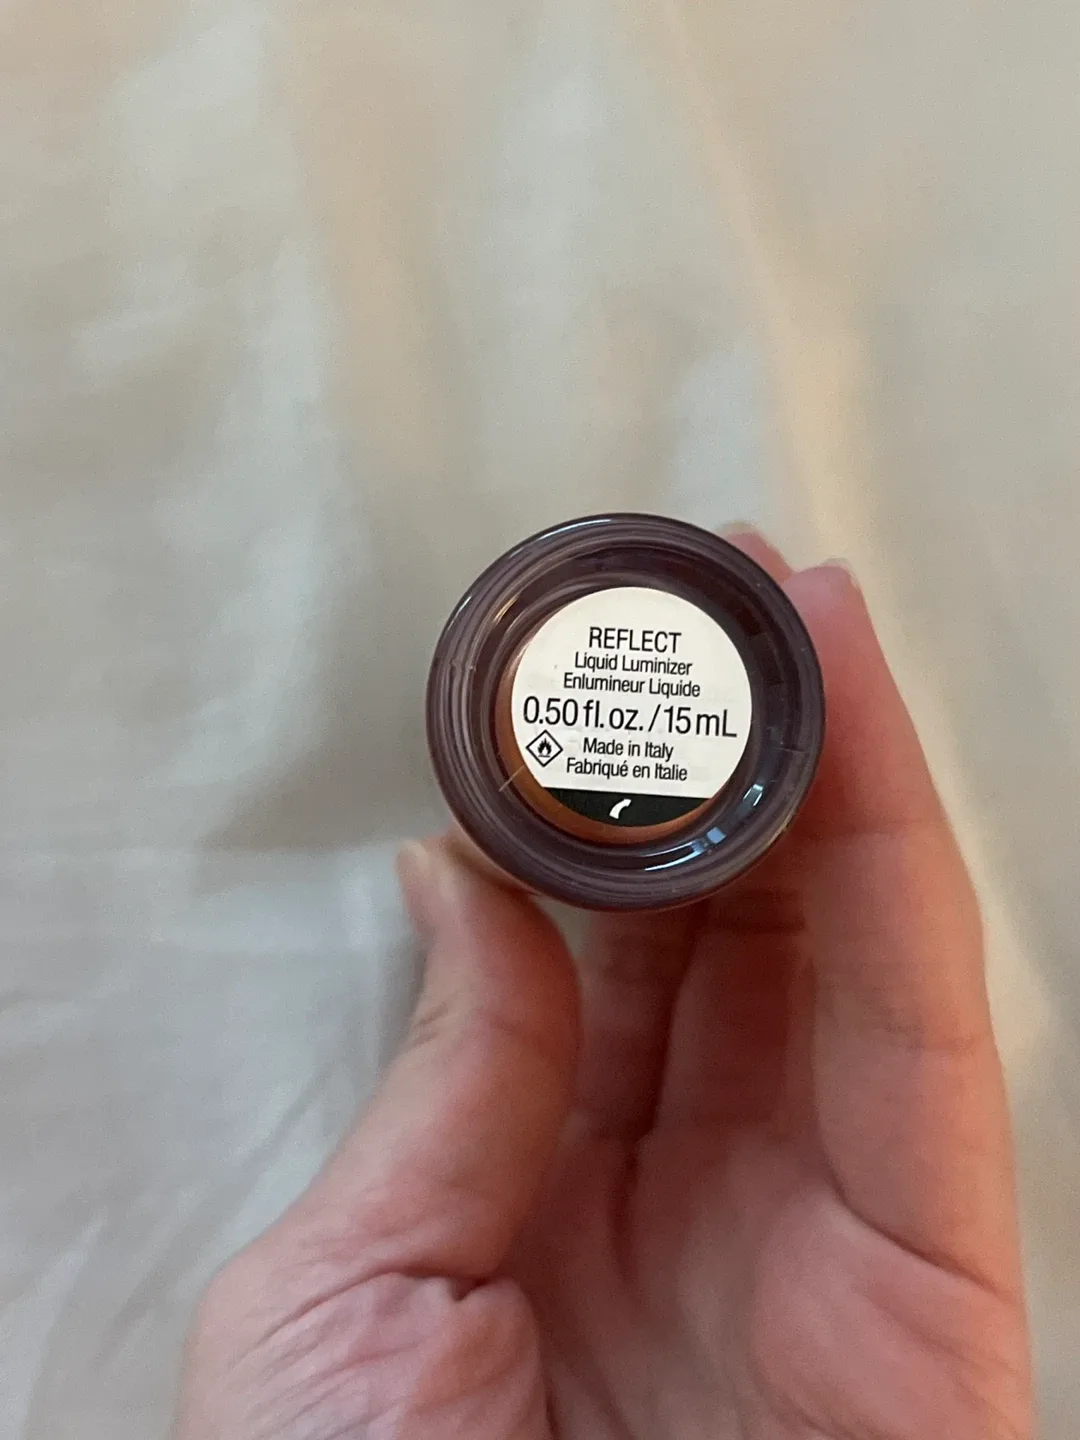 REFLECT
Liquid Luminizer
Enlumineur Liquide
0.50 fl. oz. / 15 mL
Made in Italy
Fabriqué en Italie